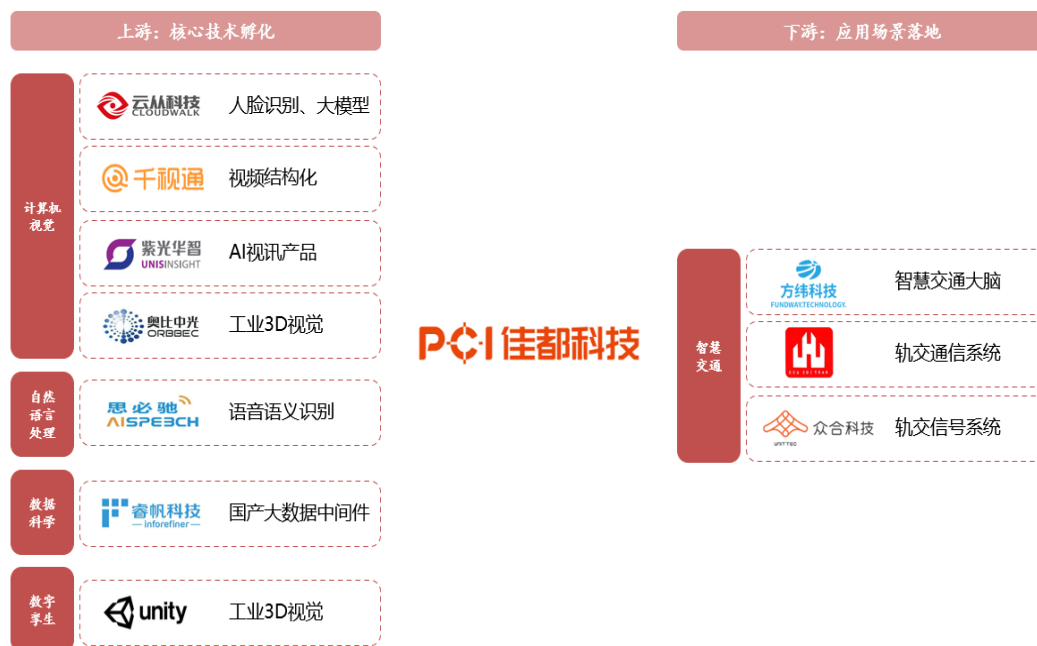 上游：核心技术孵化
下游：应用场景落地
计算机
视觉
云从科技
CLOUDWALK
人脸识别、大模型
千视通
视频结构化
紫光华智
UNISINSIGHT
AI视讯产品
奥比中光
ORBBEC
工业3D视觉
自然
语言
处理
思必驰
AISPEECH
语音语义识别
数据
科学
睿帆科技
inforefiner
国产大数据中间件
数字
孪生
unity
工业3D视觉
PCI佳都科技
智慧
交通
方纬科技
FUNDWAY.TECHNOLOGY.
智慧交通大脑
轨交通信系统
众合科技
UNITTEC
轨交信号系统